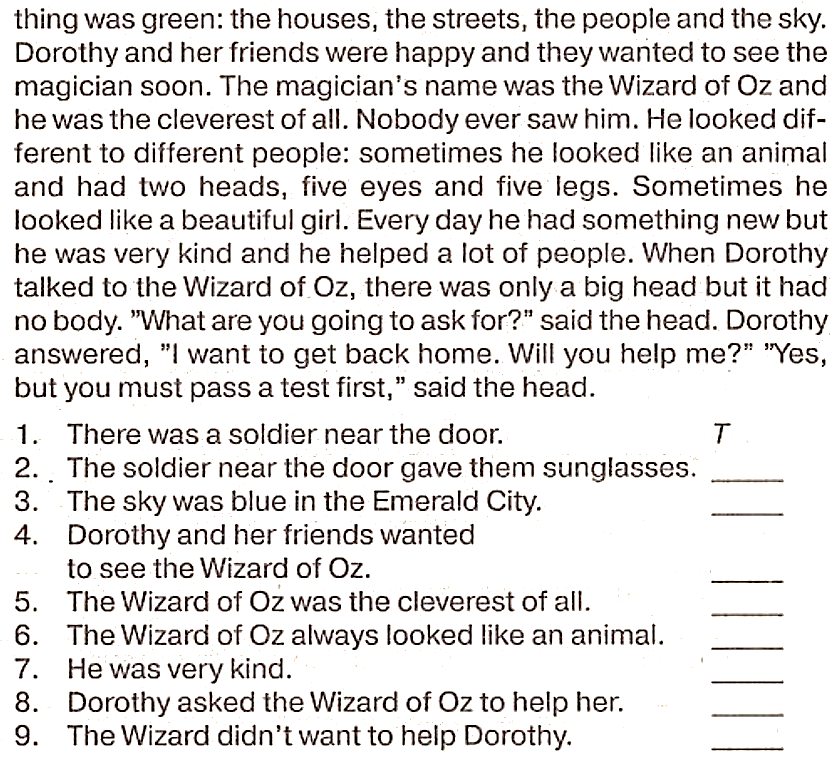 thing was green: the houses, the streets, the people and the sky.
Dorothy and her friends were happy and they wanted to see the
magician soon. The magician's name was the Wizard of Oz and
he was the cleverest of all. Nobody ever saw him. He looked dif-
ferent to different people: sometimes he looked like an animal
and had two heads, five eyes and five legs. Sometimes he
looked like a beautiful girl. Every day he had something new but
he was very kind and he helped a lot of people. When Dorothy
talked to the Wizard of Oz, there was only a big head but it had
no body. "What are you going to ask for?" said the head. Dorothy
answered, "I want to get back home. Will you help me?" "Yes,
but you must pass a test first," said the head.
1. There was a soldier near the door. T
2. The soldier near the door gave them sunglasses. ____
3. The sky was blue in the Emerald City. ____
4. Dorothy and her friends wanted
to see the Wizard of Oz. ____
5. The Wizard of Oz was the cleverest of all. ____
6. The Wizard of Oz always looked like an animal. ____
7. He was very kind. ____
8. Dorothy asked the Wizard of Oz to help her. ____
9. The Wizard didn't want to help Dorothy. ____